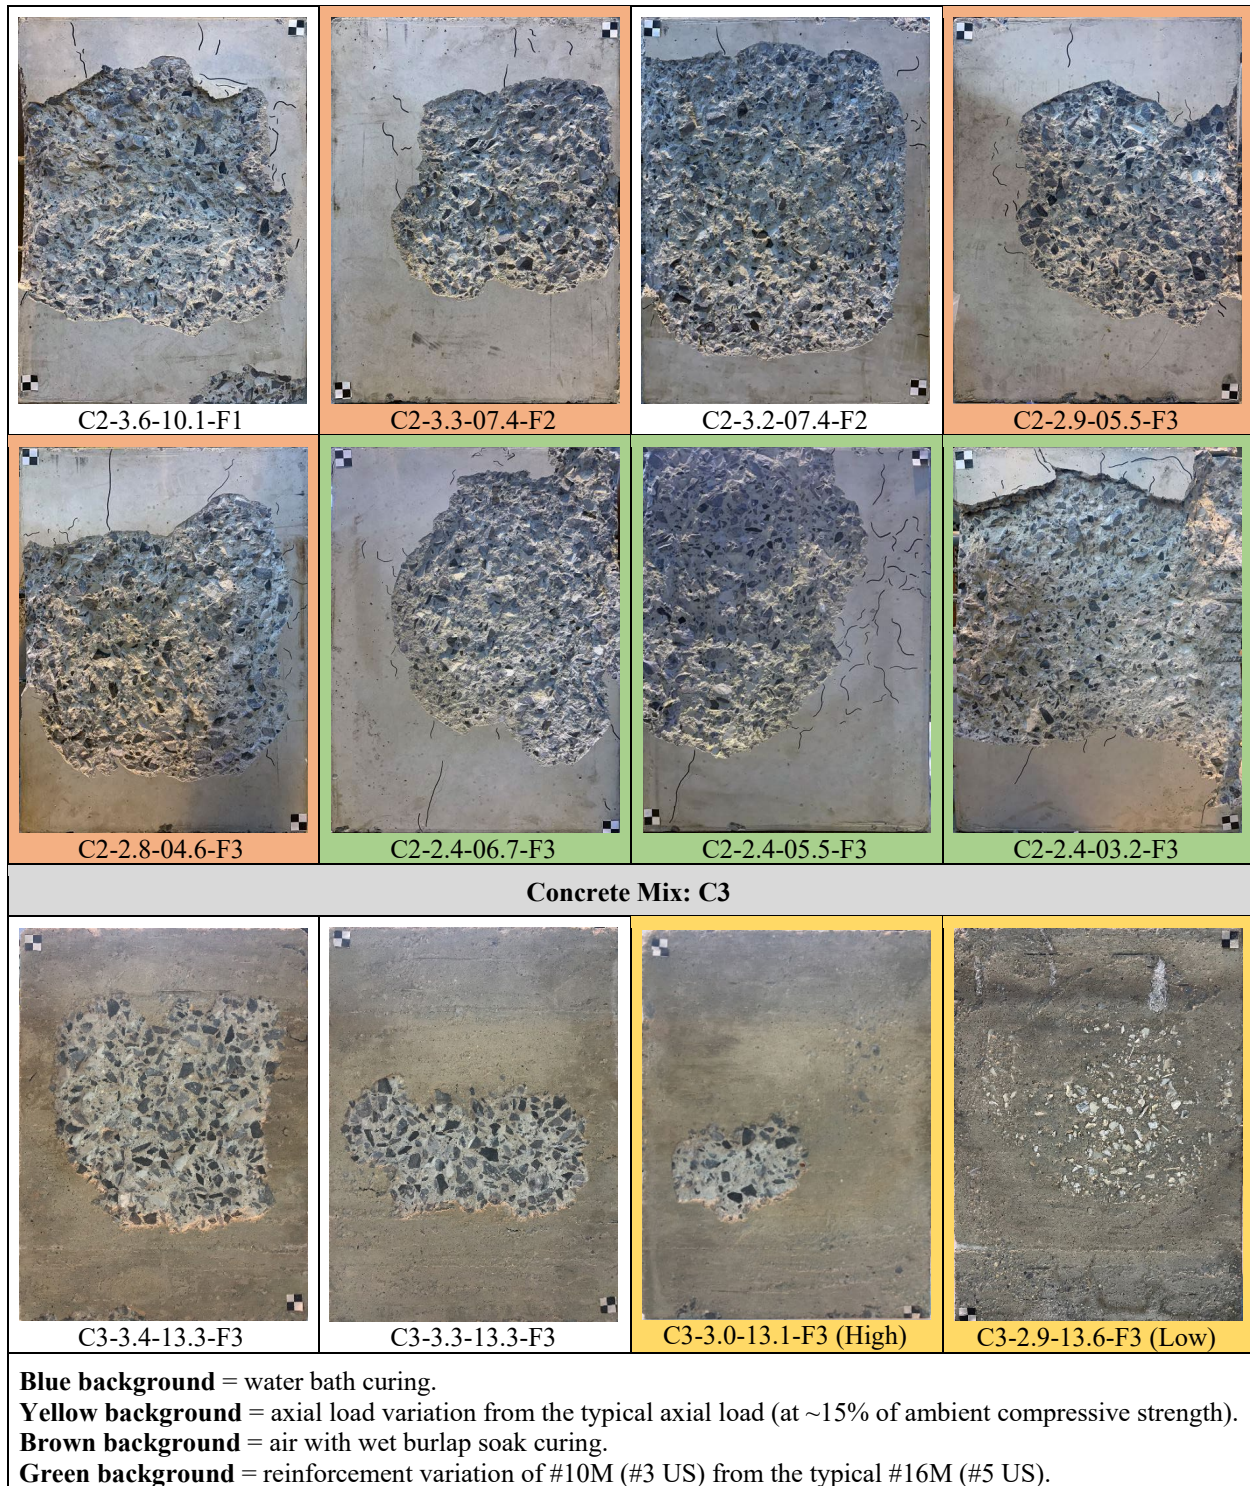 C2-3.6-10.1-F1
C2-3.3-07.4-F2
C2-3.2-07.4-F2
C2-2.9-05.5-F3
C2-2.8-04.6-F3
C2-2.4-06.7-F3
C2-2.4-05.5-F3
C2-2.4-03.2-F3
Concrete Mix: C3
C3-3.4-13.3-F3
C3-3.3-13.3-F3
C3-3.0-13.1-F3 (High)
C3-2.9-13.6-F3 (Low)
Blue background = water bath curing.
Yellow background = axial load variation from the typical axial load (at ~15% of ambient compressive strength).
Brown background = air with wet burlap soak curing.
Green background = reinforcement variation of #10M (#3 US) from the typical #16M (#5 US).